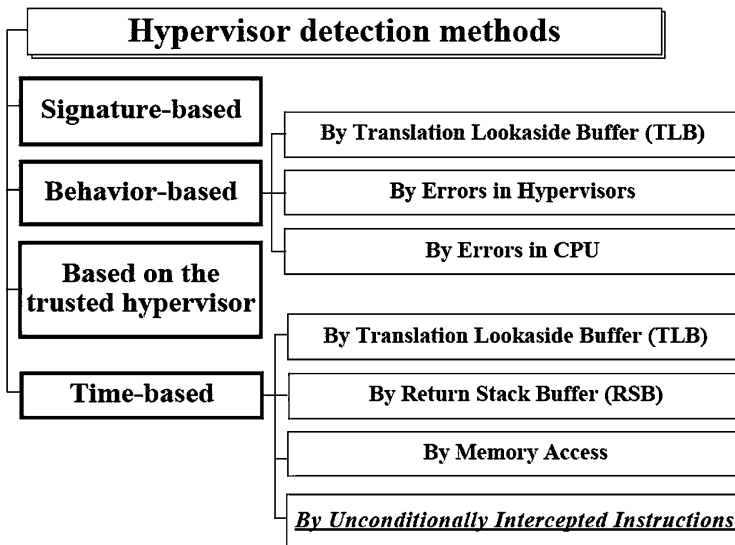 Hypervisor detection methods
Signature-based
Behavior-based
By Translation Lookaside Buffer (TLB)
By Errors in Hypervisors
By Errors in CPU
Based on the
trusted hypervisor
Time-based
By Translation Lookaside Buffer (TLB)
By Return Stack Buffer (RSB)
By Memory Access
By Unconditionally Intercepted Instructions